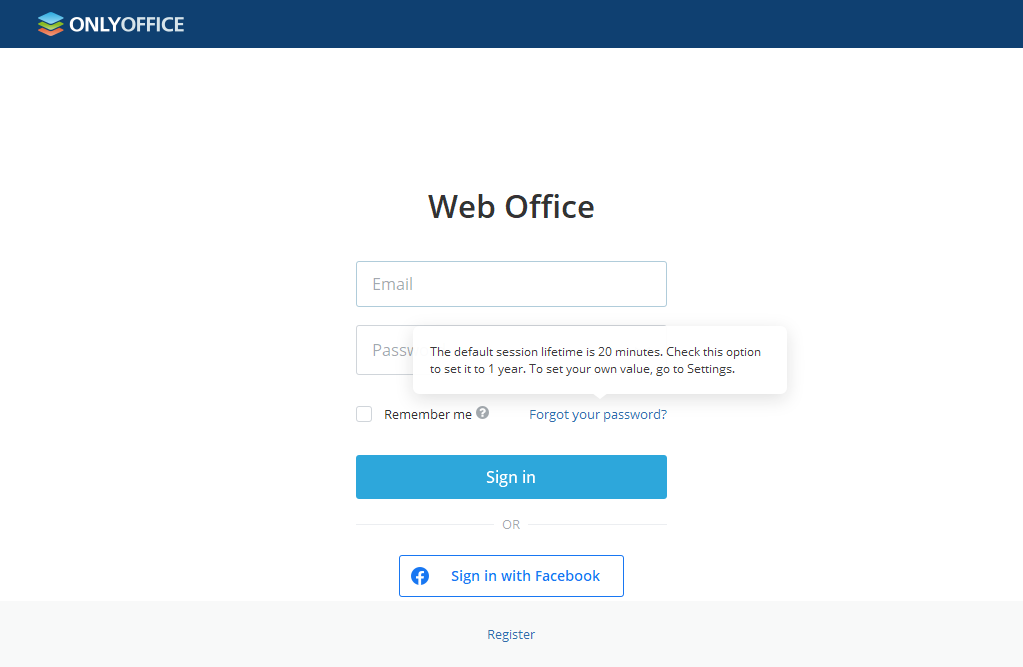 ONLYOFFICE
Web Office
Email
The default session lifetime is 20 minutes. Check this option
to set it to 1 year. To set your own value, go to Settings.
Remember me ?
Forgot your password?
Sign in
OR
Sign in with Facebook
Register